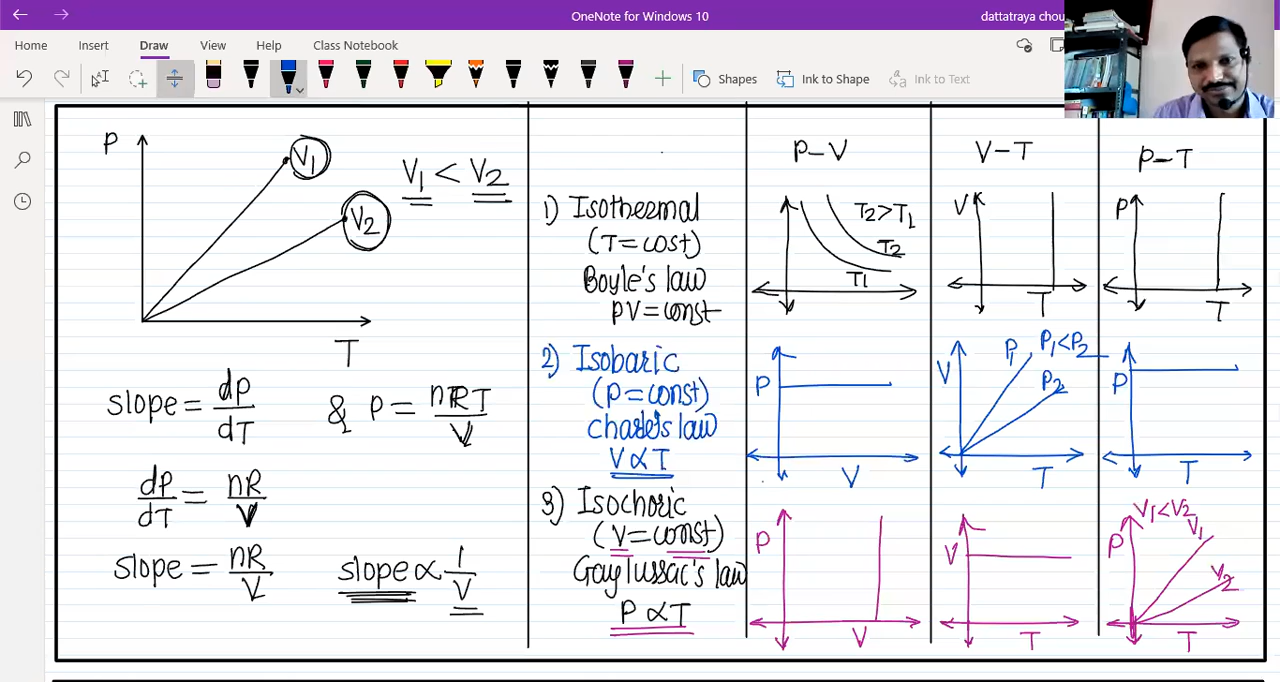 OneNote for Windows 10
dattatraya chou
Home Insert Draw View Help Class Notebook
Shapes Ink to Shape Ink to Text
P
V1
V2
V1 < V2
T
slope = dP/dT & P = nRT/V
dP/dT = nR/V
slope = nR/V slope ∝ 1/V
P-V V-T P-T
1) Isothermal
(T = cost)
Boyle's law
PV = const
T2>T1
T2
T1
V
T
P
T
2) Isobaric
(P = const)
Charle's law
V ∝ T
P
V
V
P1 P1<P2
P2
T
P
T
3) Isochoric
(V = const)
Gay lussac's law
P ∝ T
P
V
V
T
V1<V2
P
V1
V2
T